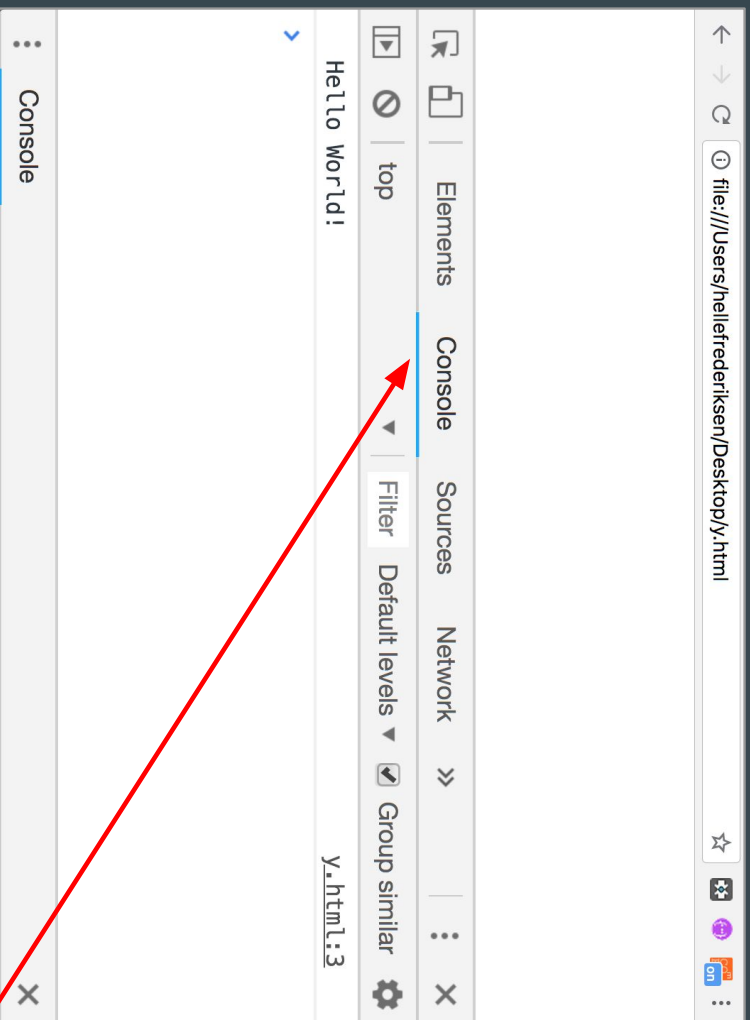 file:///Users/hellefrederiksen/Desktop/y.html
on
Elements Console Sources Network
top Filter Default levels Group similar
Hello World! y.html:3
Console